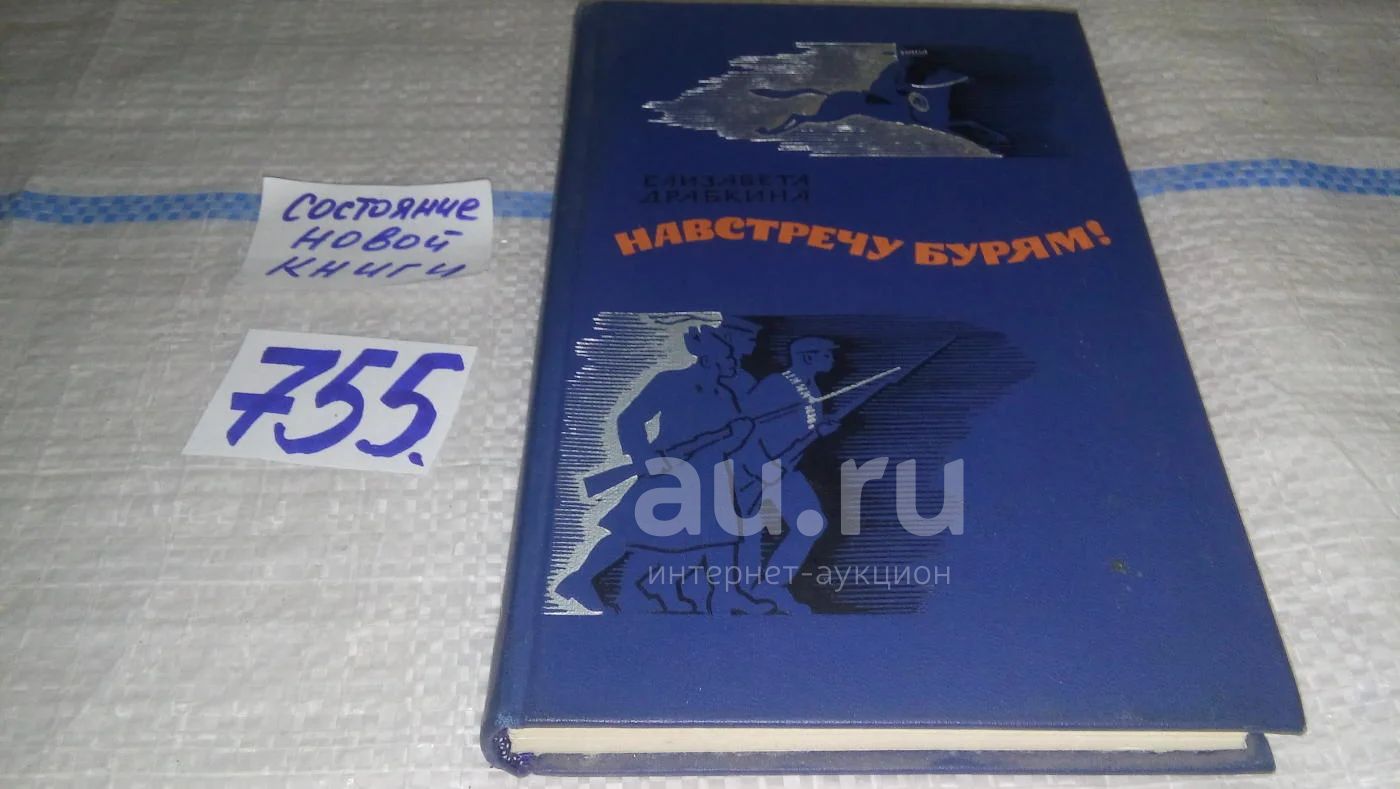 СОСТОЯНИЕ
НОВОЙ
КНИГИ
755.
ЕЛИЗАВЕТА
ДРАБКИНА
НАВСТРЕЧУ БУРЯМ!
au.ru
интернет-аукцион